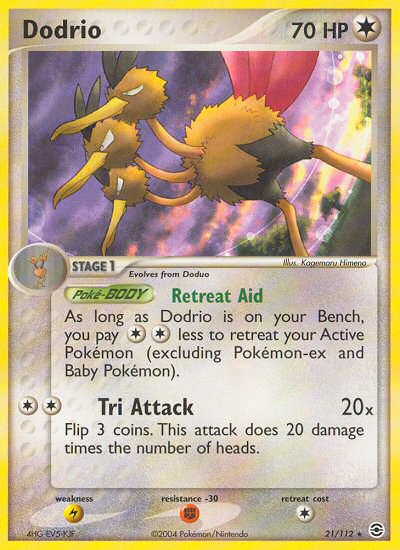 Dodrio 70 HP
Illus. Kagemaru Himeno
STAGE 1
Evolves from Doduo
Poké-BODY Retreat Aid
As long as Dodrio is on your Bench,
you pay less to retreat your Active
Pokémon (excluding Pokémon-ex and
Baby Pokémon).
Tri Attack 20x
Flip 3 coins. This attack does 20 damage
times the number of heads.
weakness resistance -30 retreat cost
4HG-EV5-KJF ©2004 Pokémon/Nintendo 21/112 ★